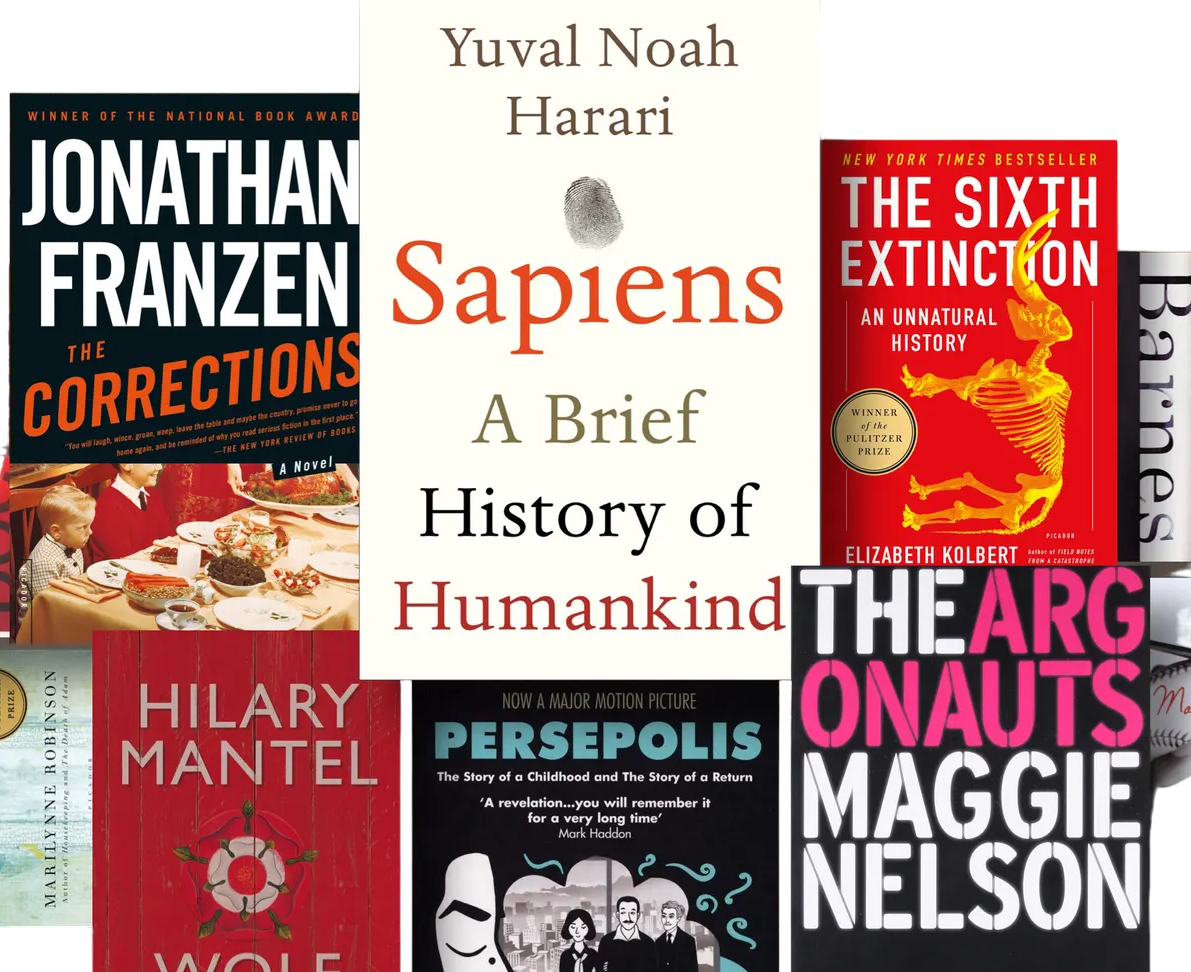 WINNER OF THE NATIONAL BOOK AWARD
JONATHAN
FRANZEN
THE
CORRECTIONS
"You will laugh, wince, groan, weep, leave the table and maybe the country, promise never to go
home again, and be reminded of why you read serious fiction in the first place."
—THE NEW YORK REVIEW OF BOOKS
A Novel
PICADOR
Yuval Noah
Harari
Sapiens
A Brief
History of
Humankind
NEW YORK TIMES BESTSELLER
THE SIXTH
EXTINCTION
AN UNNATURAL
HISTORY
WINNER
of the
PULITZER
PRIZE
PICADOR
ELIZABETH KOLBERT
Author of FIELD NOTES
FROM A CATASTROPHE
Barnes
PRIZE
MARILYNNE ROBINSON
Author of Housekeeping and The Death of Adam
PICADOR
HILARY
MANTEL
WOLF
NOW A MAJOR MOTION PICTURE
PERSEPOLIS
The Story of a Childhood and The Story of a Return
'A revelation...you will remember it
for a very long time'
Mark Haddon
THE ARG
ONAUTS
MAGGIE
NELSON